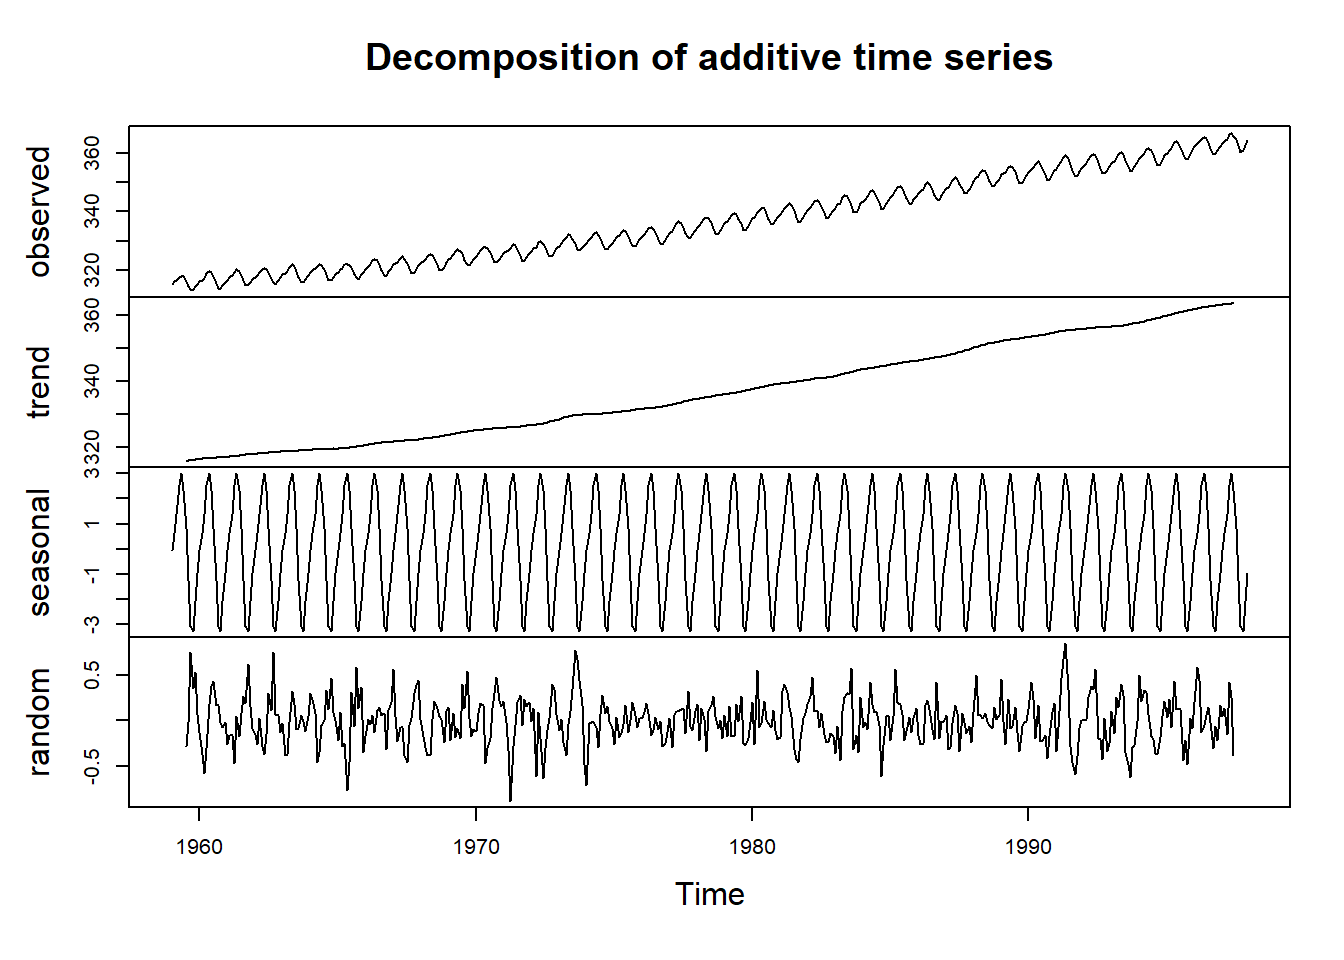 Decomposition of additive time series
observed
320 340 360
trend
320 340 360
seasonal
-3 -1 1 3
random
-0.5 0.5
1960 1970 1980 1990
Time